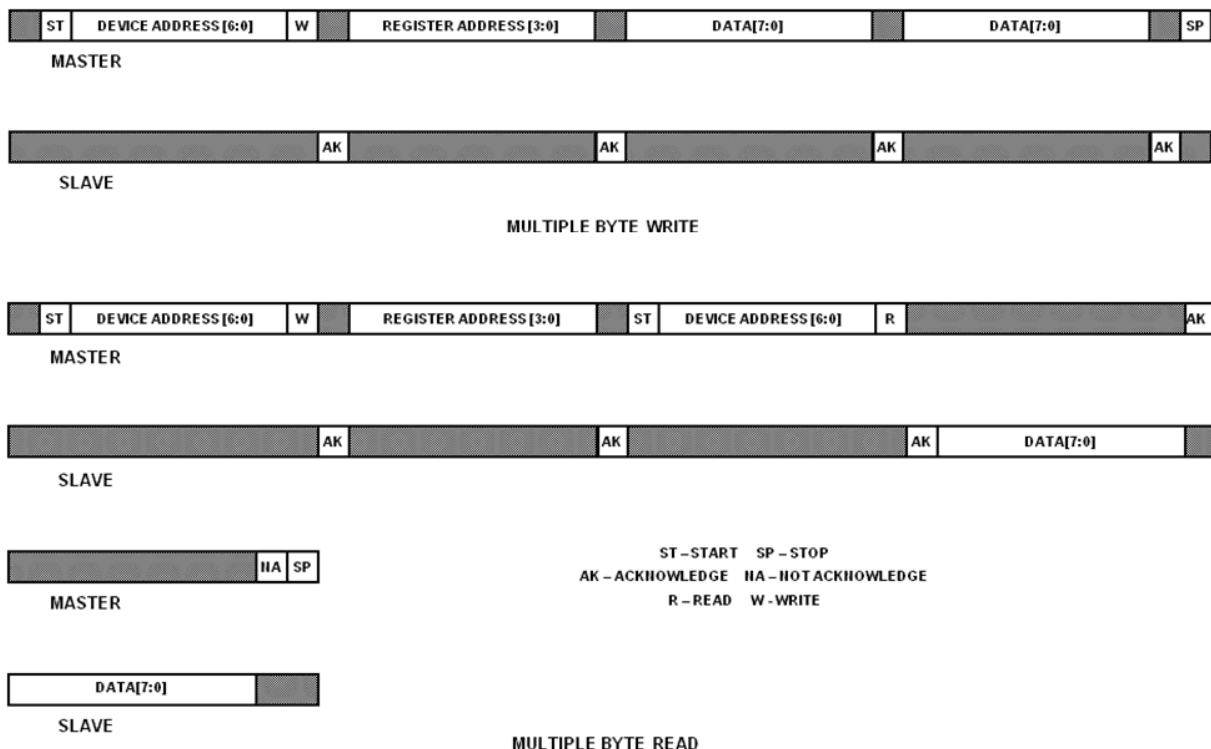 ST DEVICE ADDRESS [6:0] W REGISTER ADDRESS [3:0] DATA[7:0] DATA[7:0] SP
MASTER
AK AK AK AK
SLAVE
MULTIPLE BYTE WRITE
ST DEVICE ADDRESS [6:0] W REGISTER ADDRESS [3:0] ST DEVICE ADDRESS [6:0] R AK
MASTER
AK AK AK DATA[7:0]
SLAVE
NA SP
MASTER
ST – START SP – STOP
AK – ACKNOWLEDGE NA – NOT ACKNOWLEDGE
R – READ W - WRITE
DATA[7:0]
SLAVE
MULTIPLE BYTE READ